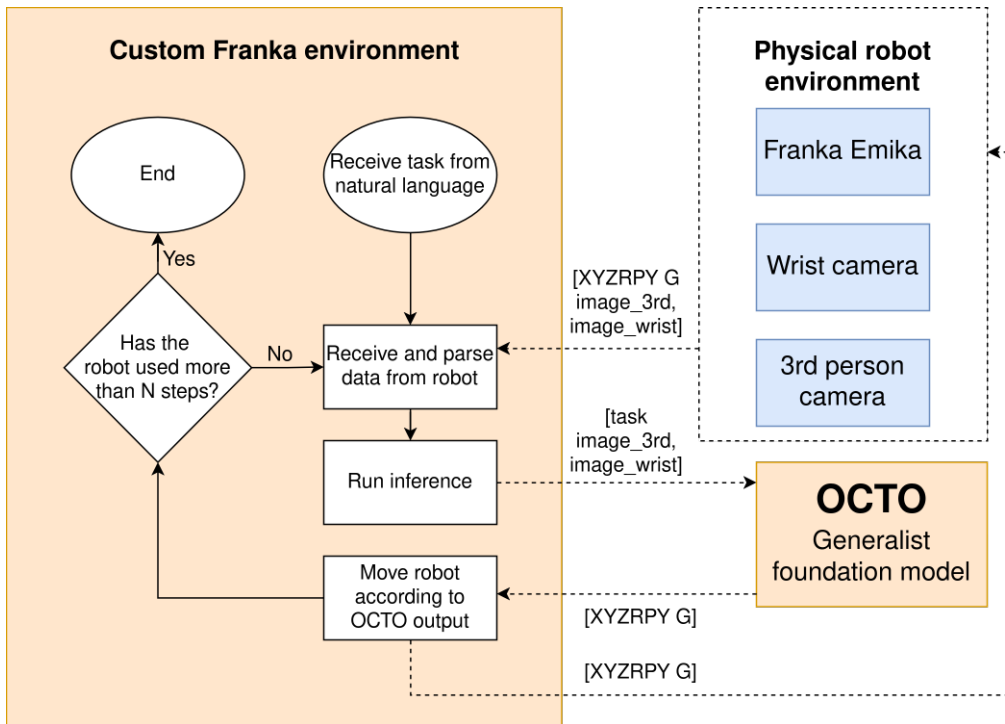 Custom Franka environment
End
Receive task from
natural language
Yes
Has the
robot used more
than N steps?
No
Receive and parse
data from robot
Run inference
Move robot
according to
OCTO output
[XYZRPY G
image_3rd,
image_wrist]
[task
image_3rd,
image_wrist]
[XYZRPY G]
[XYZRPY G]
Physical robot
environment
Franka Emika
Wrist camera
3rd person
camera
OCTO
Generalist
foundation model